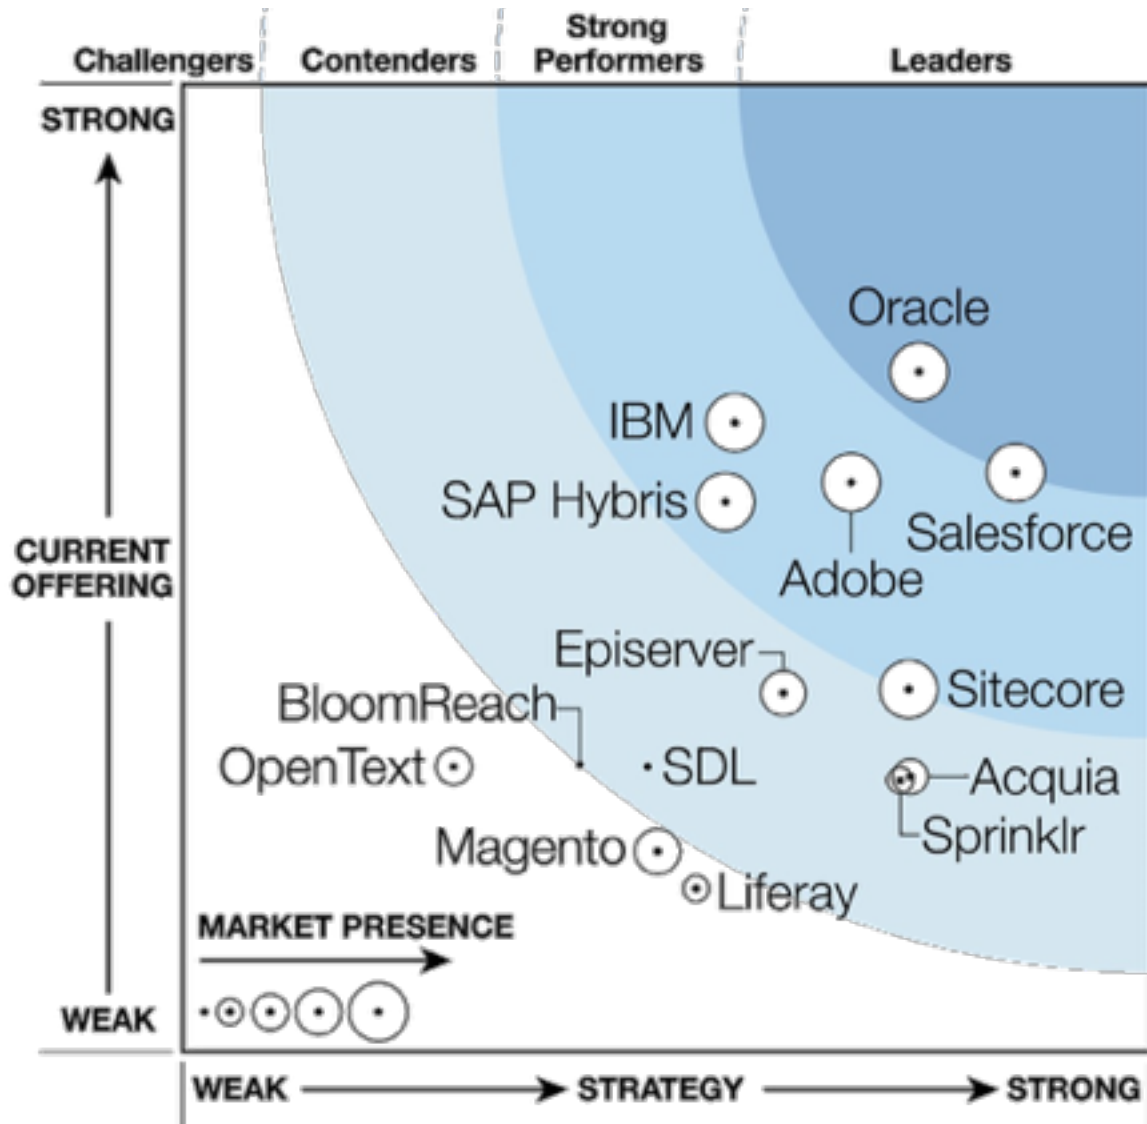 Strong
Challengers Contenders Performers Leaders
STRONG
Oracle
IBM
SAP Hybris
Salesforce
CURRENT
OFFERING
Adobe
Episerver
Sitecore
BloomReach
OpenText
SDL
Acquia
Sprinklr
Magento
Liferay
MARKET PRESENCE
WEAK
WEAK STRATEGY STRONG